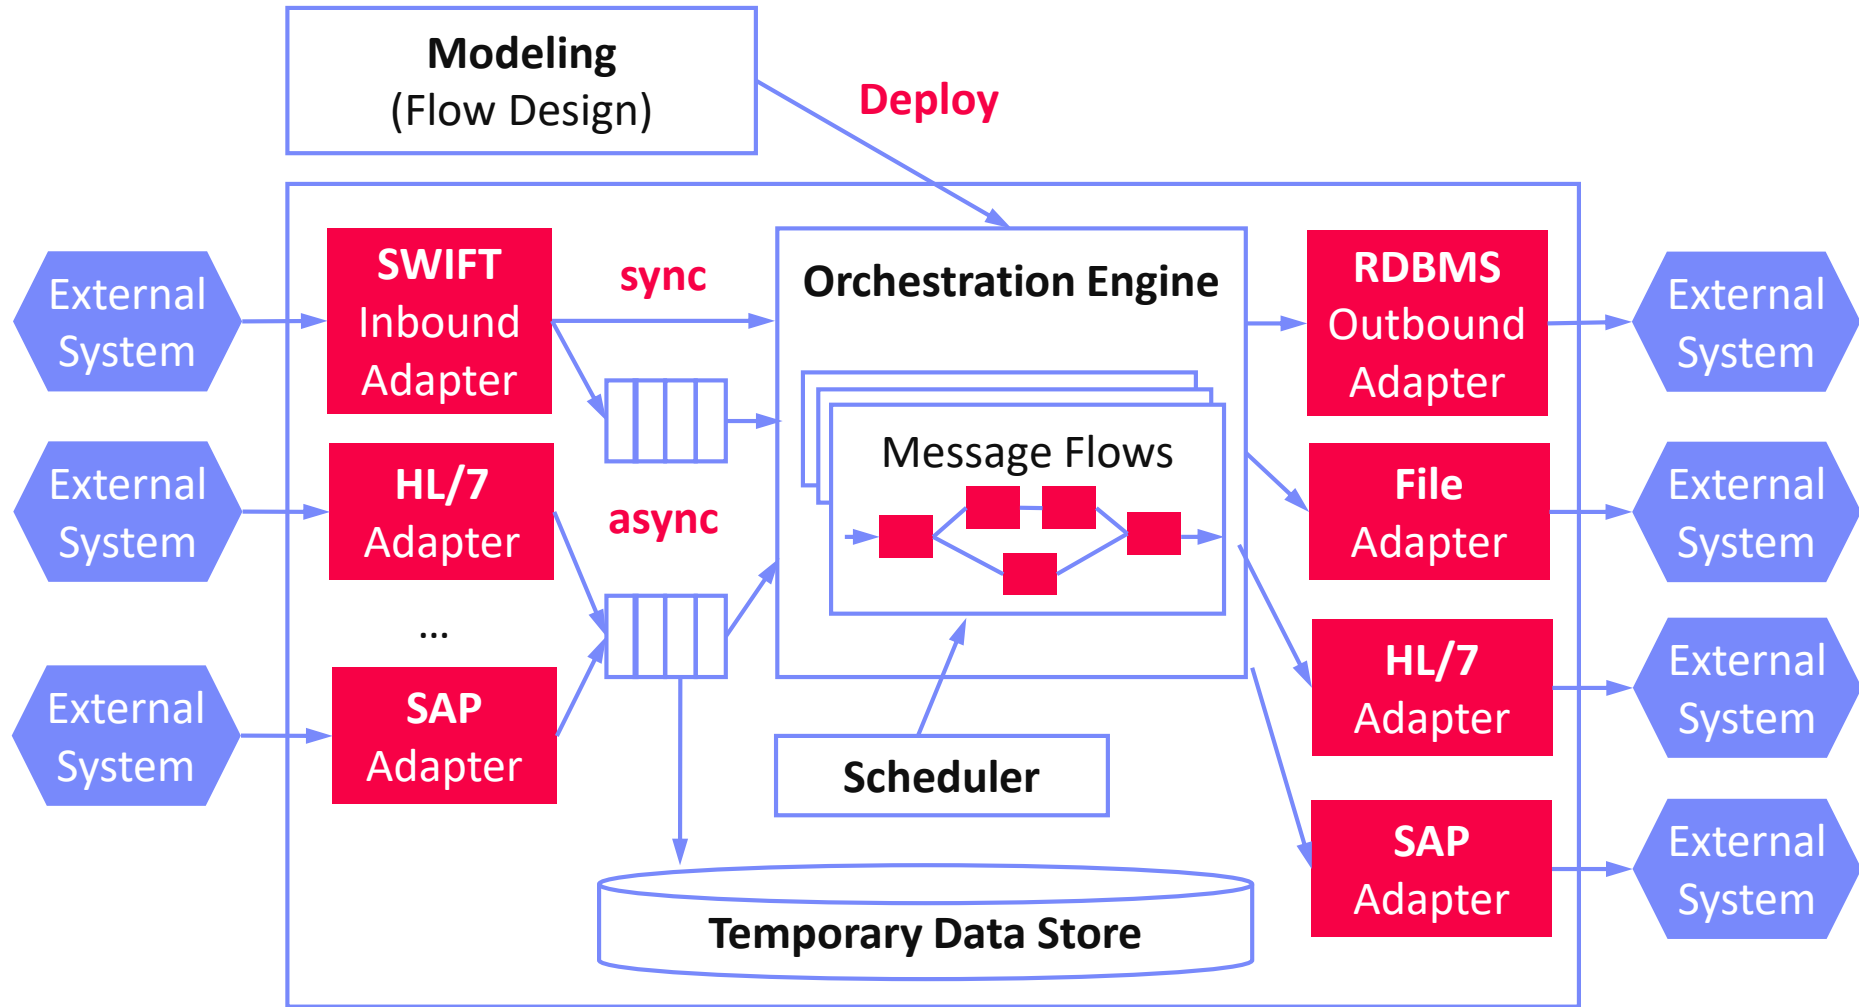 Modeling
(Flow Design)
Deploy
External
System
SWIFT
Inbound
Adapter
sync
Orchestration Engine
RDBMS
Outbound
Adapter
External
System
External
System
HL/7
Adapter
async
Message Flows
File
Adapter
External
System
...
External
System
SAP
Adapter
Scheduler
HL/7
Adapter
External
System
Temporary Data Store
SAP
Adapter
External
System